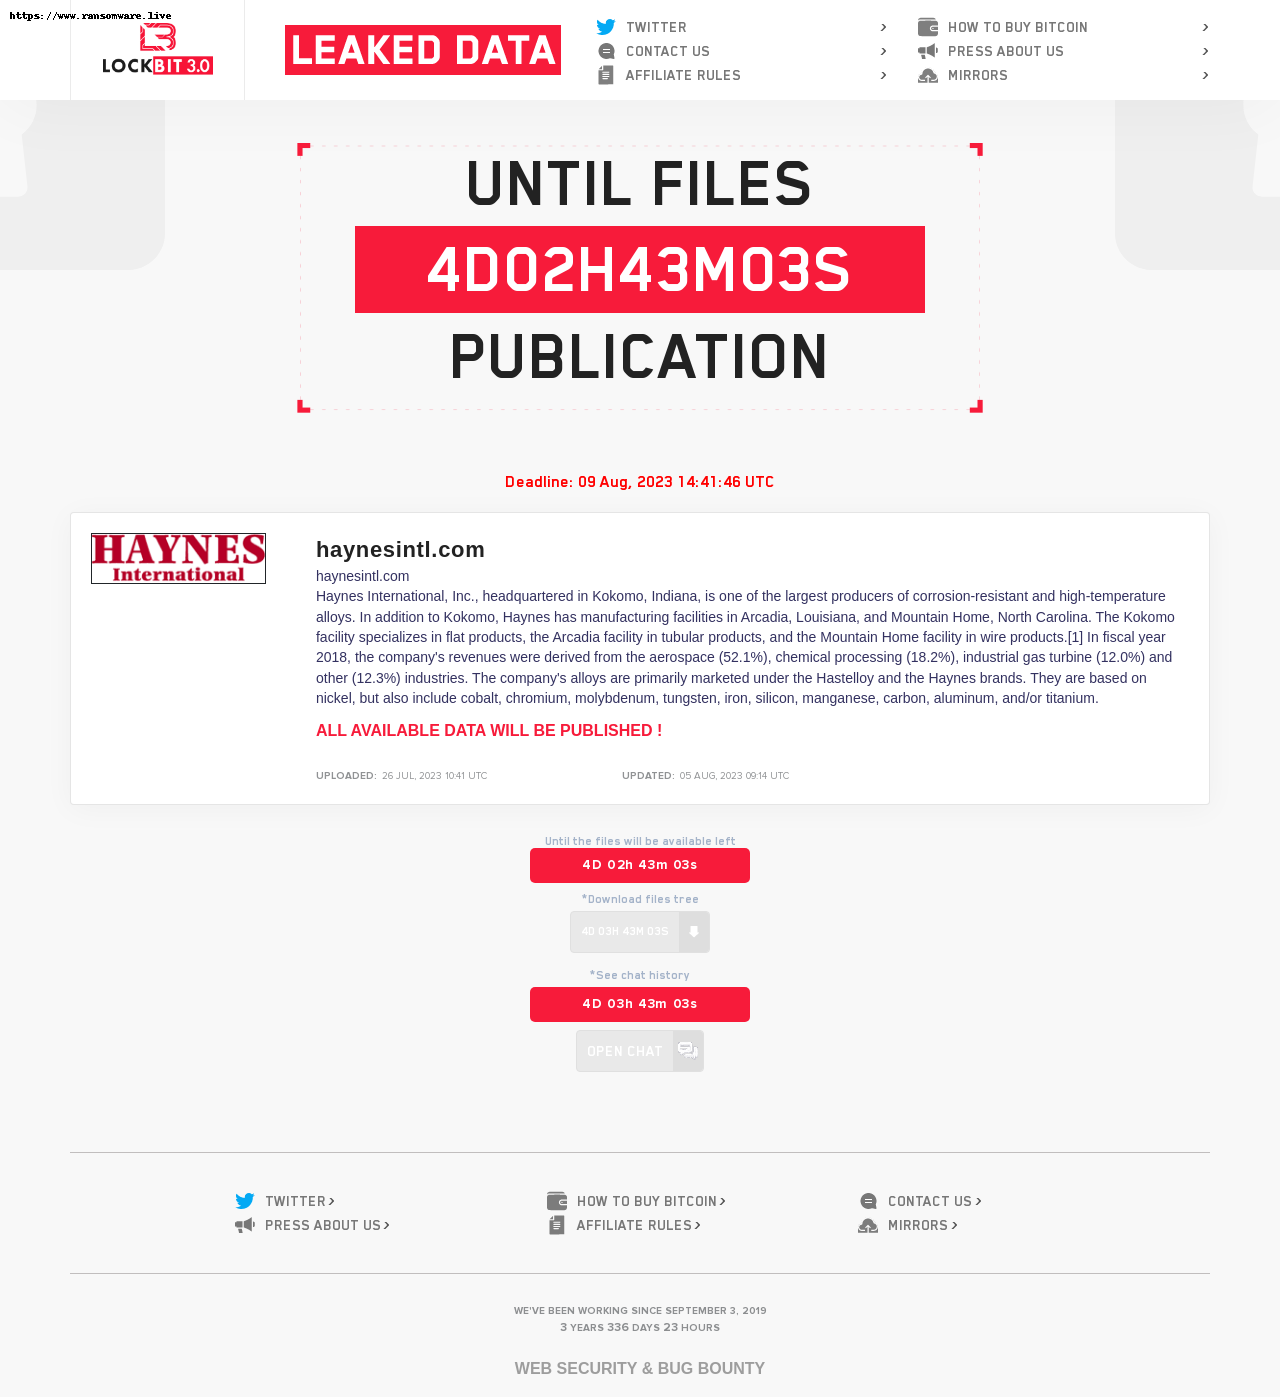 https://www.ransomware.live
LOCKBIT 3.0
LEAKED DATA
TWITTER
CONTACT US
AFFILIATE RULES
HOW TO BUY BITCOIN
PRESS ABOUT US
MIRRORS
UNTIL FILES
4D02H43M03S
PUBLICATION
Deadline: 09 Aug, 2023 14:41:46 UTC
HAYNES
International
haynesintl.com
haynesintl.com
Haynes International, Inc., headquartered in Kokomo, Indiana, is one of the largest producers of corrosion-resistant and high-temperature
alloys. In addition to Kokomo, Haynes has manufacturing facilities in Arcadia, Louisiana, and Mountain Home, North Carolina. The Kokomo
facility specializes in flat products, the Arcadia facility in tubular products, and the Mountain Home facility in wire products.[1] In fiscal year
2018, the company's revenues were derived from the aerospace (52.1%), chemical processing (18.2%), industrial gas turbine (12.0%) and
other (12.3%) industries. The company's alloys are primarily marketed under the Hastelloy and the Haynes brands. They are based on
nickel, but also include cobalt, chromium, molybdenum, tungsten, iron, silicon, manganese, carbon, aluminum, and/or titanium.
ALL AVAILABLE DATA WILL BE PUBLISHED !
UPLOADED: 26 JUL, 2023 10:41 UTC
UPDATED: 05 AUG, 2023 09:14 UTC
Until the files will be available left
4D 02h 43m 03s
*Download files tree
4D 03H 43M 03S
*See chat history
4D 03h 43m 03s
OPEN CHAT
TWITTER
PRESS ABOUT US
HOW TO BUY BITCOIN
AFFILIATE RULES
CONTACT US
MIRRORS
WE'VE BEEN WORKING SINCE SEPTEMBER 3, 2019
3 YEARS 336 DAYS 23 HOURS
WEB SECURITY & BUG BOUNTY